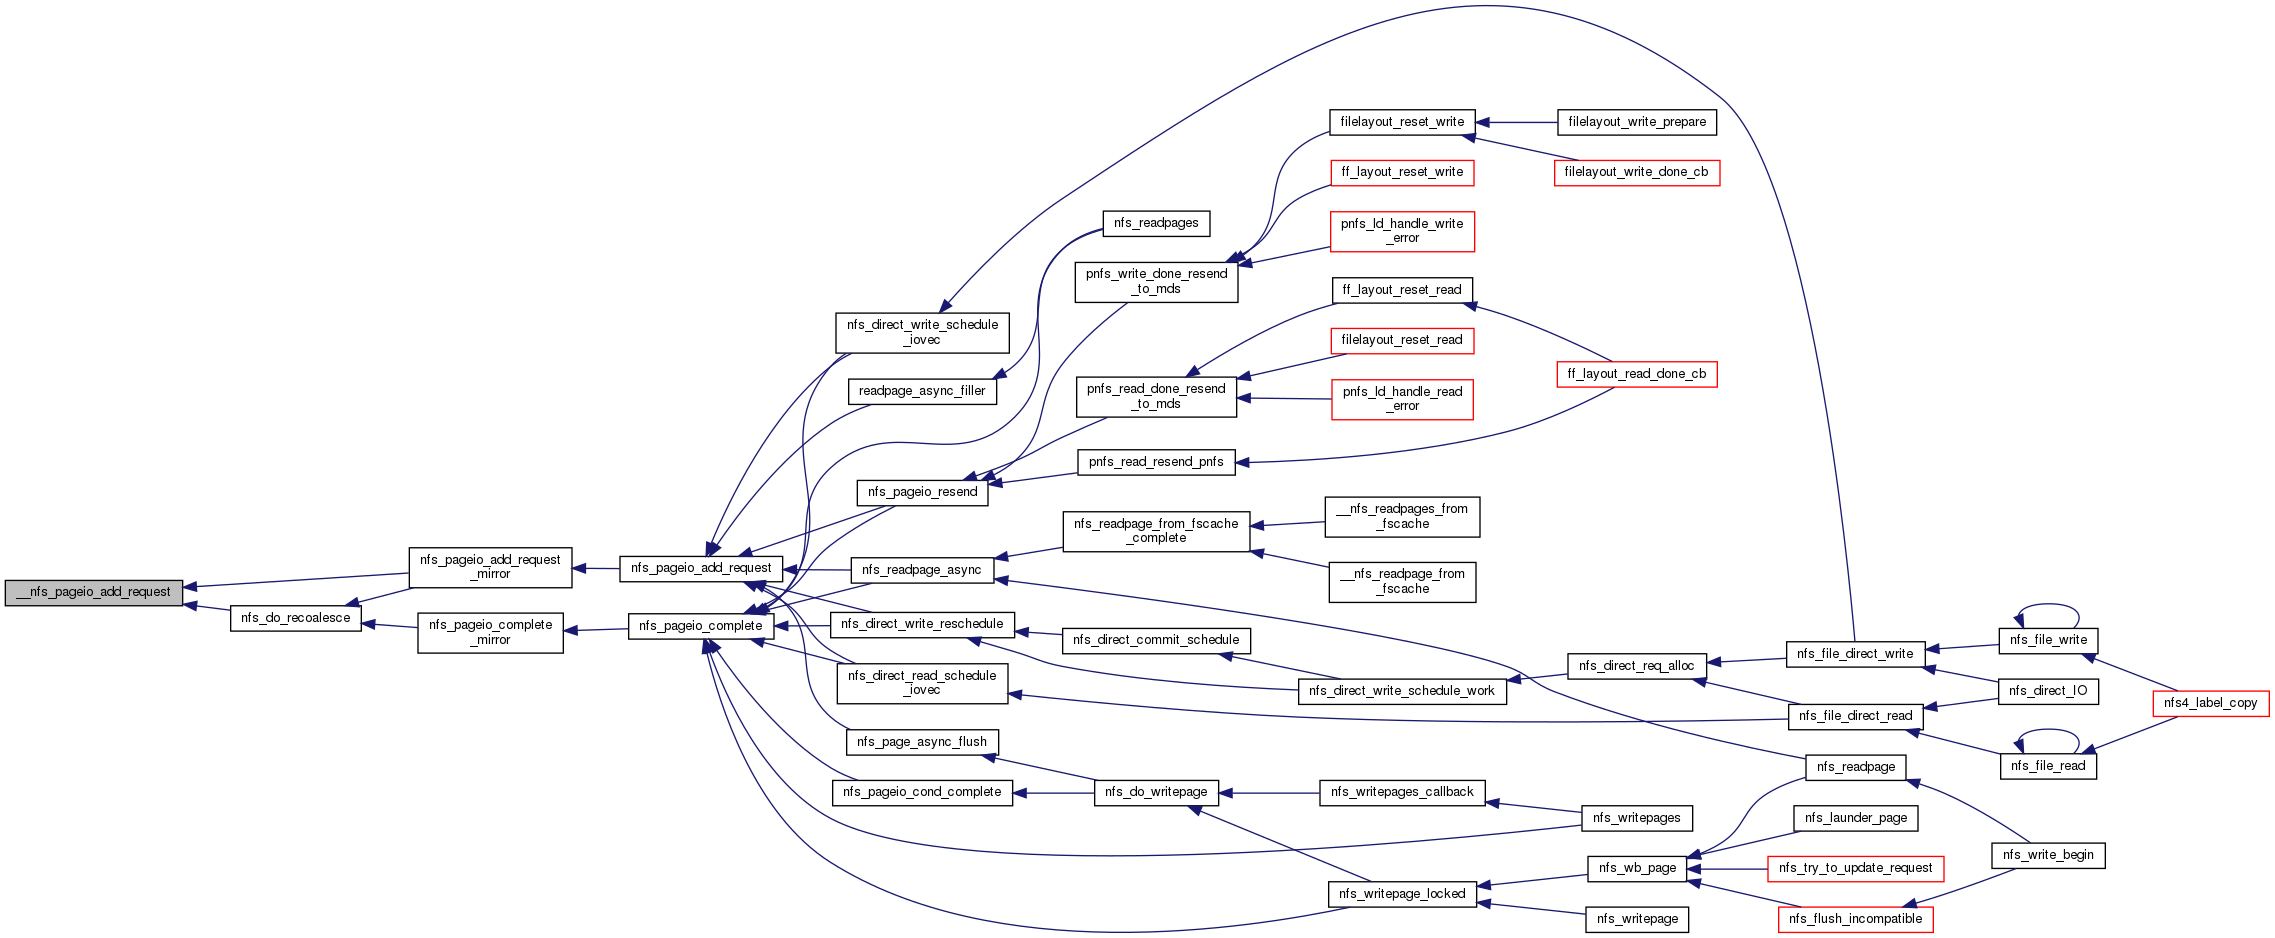 __nfs_pageio_add_request
nfs_pageio_add_request
_mirror
nfs_do_recoalesce
nfs_pageio_complete
_mirror
nfs_pageio_add_request
nfs_pageio_complete
nfs_direct_write_schedule
_iovec
readpage_async_filler
nfs_pageio_resend
nfs_readpage_async
nfs_direct_write_reschedule
nfs_direct_read_schedule
_iovec
nfs_page_async_flush
nfs_pageio_cond_complete
nfs_readpages
pnfs_write_done_resend
_to_mds
pnfs_read_done_resend
_to_mds
pnfs_read_resend_pnfs
nfs_readpage_from_fscache
_complete
nfs_direct_commit_schedule
nfs_do_writepage
filelayout_reset_write
ff_layout_reset_write
pnfs_ld_handle_write
_error
ff_layout_reset_read
filelayout_reset_read
pnfs_ld_handle_read
_error
__nfs_readpages_from
_fscache
__nfs_readpage_from
_fscache
nfs_direct_write_schedule_work
nfs_writepages_callback
nfs_writepage_locked
filelayout_write_prepare
filelayout_write_done_cb
ff_layout_read_done_cb
nfs_direct_req_alloc
nfs_writepages
nfs_wb_page
nfs_writepage
nfs_file_direct_write
nfs_file_direct_read
nfs_readpage
nfs_launder_page
nfs_try_to_update_request
nfs_flush_incompatible
nfs_file_write
nfs_direct_IO
nfs_file_read
nfs_write_begin
nfs4_label_copy